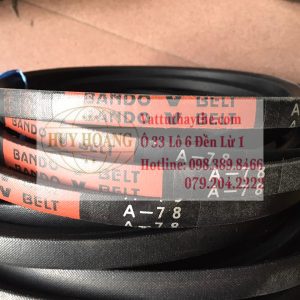 BANDO V BELT
BANDO V BELT
A-78
A-78
Vattuthaythe.com
HUY HOANG
Ô 33 Lô 6 Đền Lừ 1
Hotline: 098.389.8466
079.204.2222